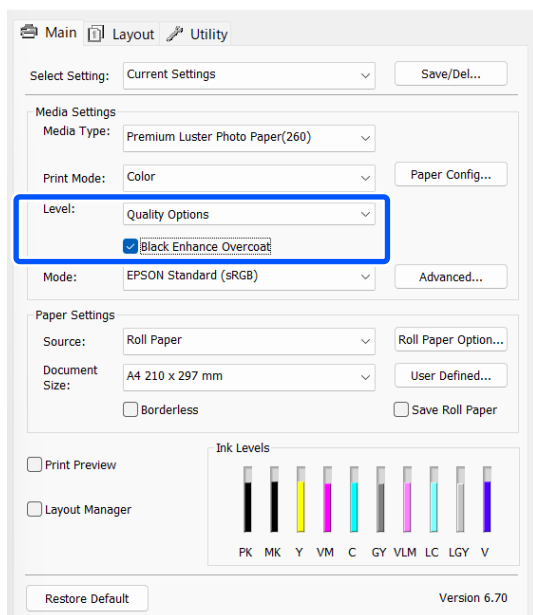 Main Layout Utility
Select Setting: Current Settings Save/Del...
Media Settings
Media Type: Premium Luster Photo Paper(260)
Print Mode: Color Paper Config...
Level: Quality Options
Black Enhance Overcoat
Mode: EPSON Standard (sRGB) Advanced...
Paper Settings
Source: Roll Paper Roll Paper Option...
Document
Size: A4 210 x 297 mm User Defined...
Borderless Save Roll Paper
Ink Levels
Print Preview
Layout Manager
PK MK Y VM C GY VLM LC LGY V
Restore Default Version 6.70